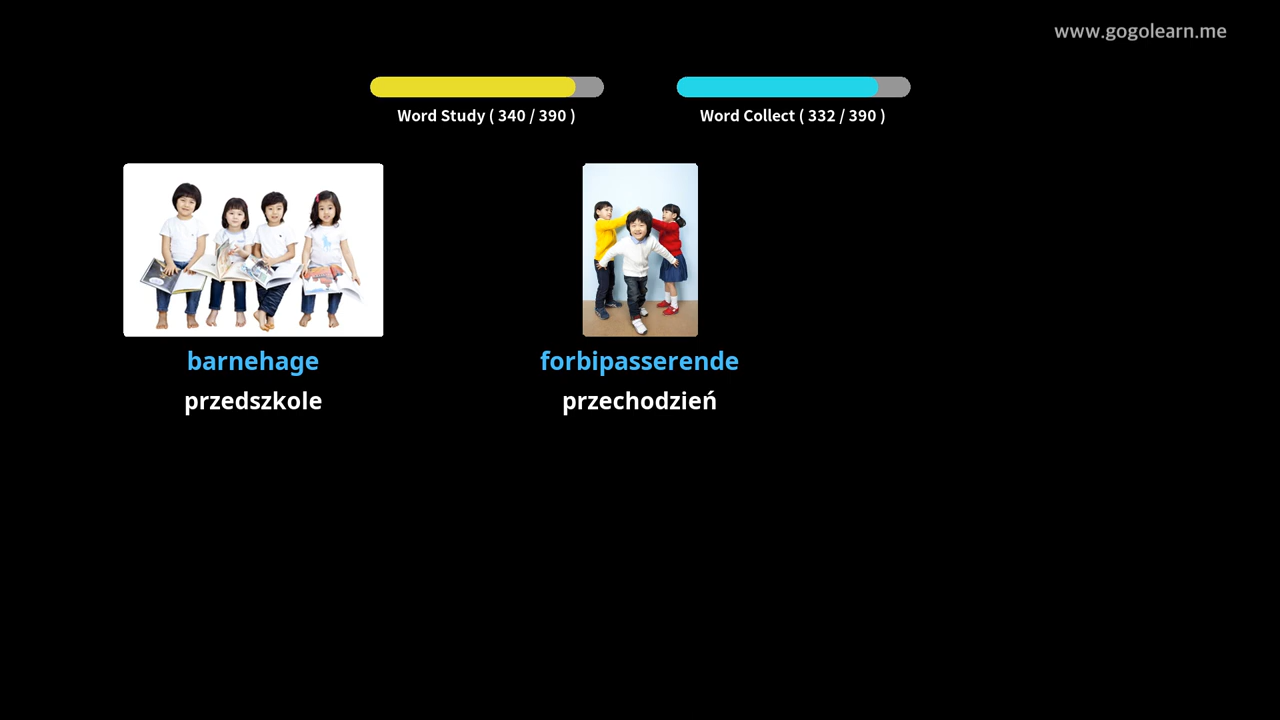 www.gogolearn.me
Word Study ( 340 / 390 )
Word Collect ( 332 / 390 )
barnehage
przedszkole
forbipasserende
przechodzień